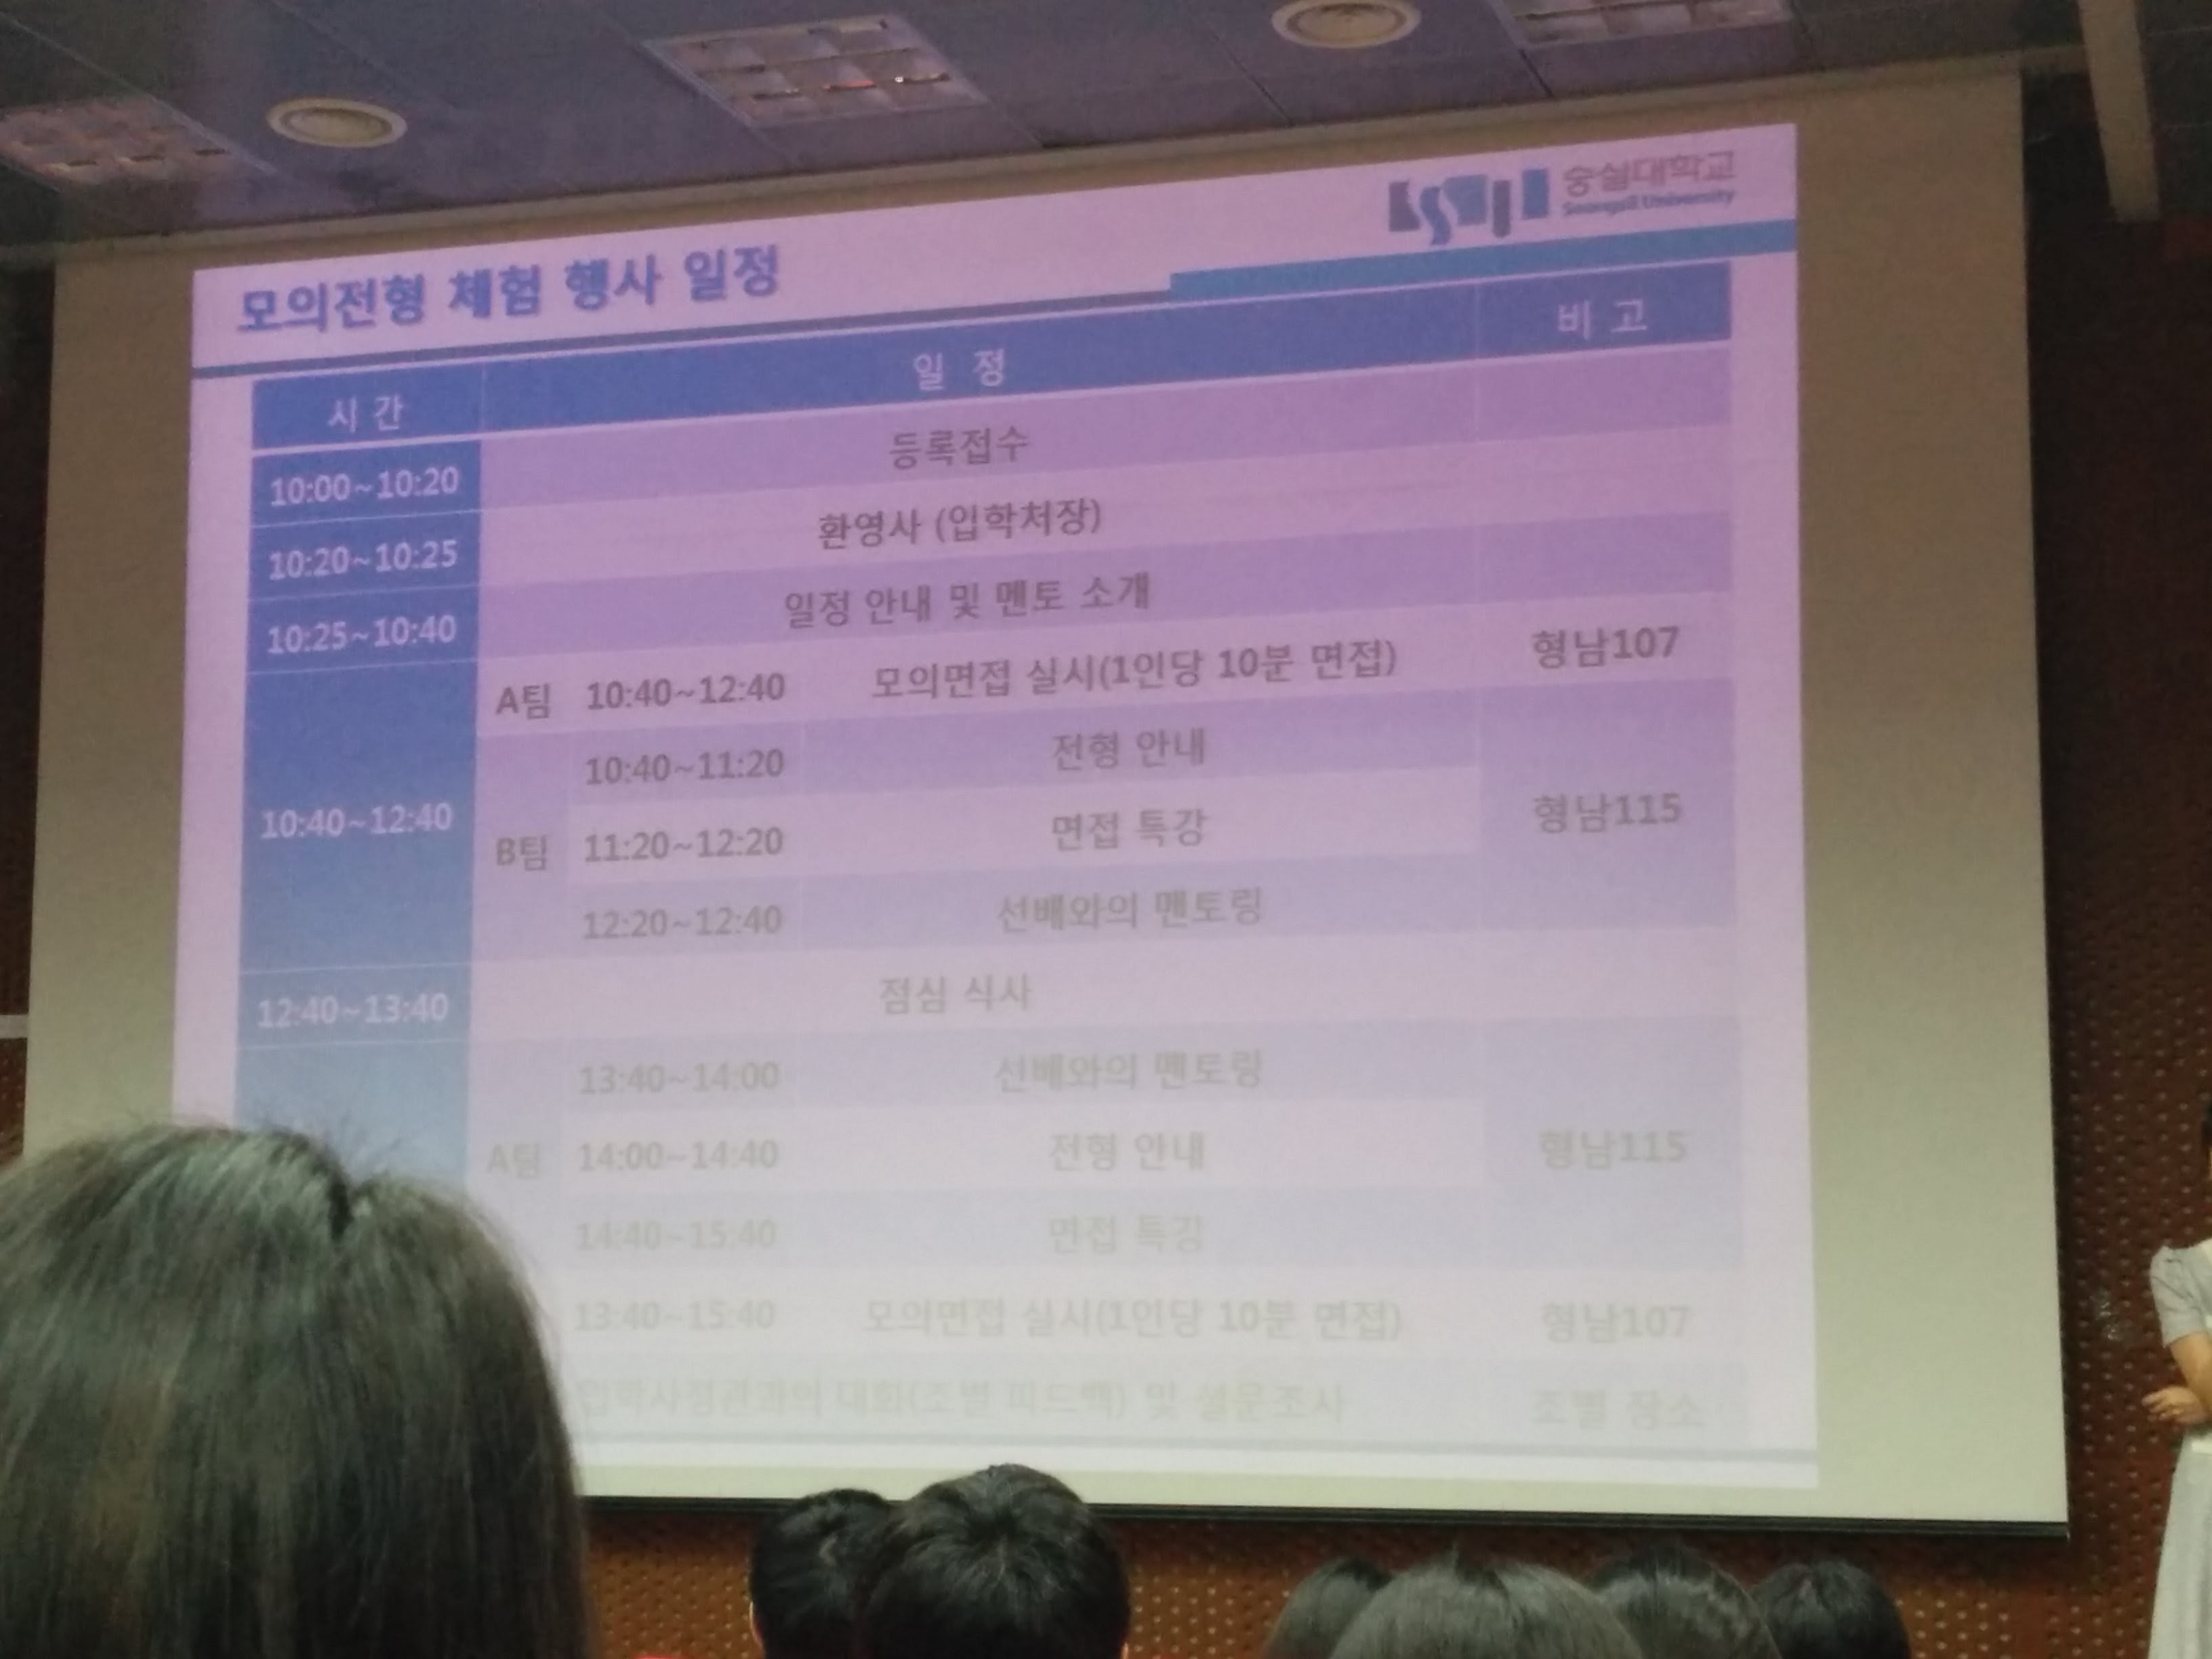 숭실대학교
Soongsil University
모의전형 체험 행사 일정
시 간 일 정 비 고
10:00~10:20 등록접수
10:20~10:25 환영사 (입학처장)
10:25~10:40 일정 안내 및 멘토 소개
10:40~12:40 A팀 10:40~12:40 모의면접 실시(1인당 10분 면접) 형남107
B팀 10:40~11:20 전형 안내 형남115
11:20~12:20 면접 특강
12:20~12:40 선배와의 멘토링
12:40~13:40 점심 식사
A팀 13:40~14:00 선배와의 멘토링 형남115
14:00~14:40 전형 안내
14:40~15:40 면접 특강
13:40~15:40 모의면접 실시(1인당 10분 면접) 형남107
입학사정관과의 대화(조별 피드백) 및 설문조사 조별 장소